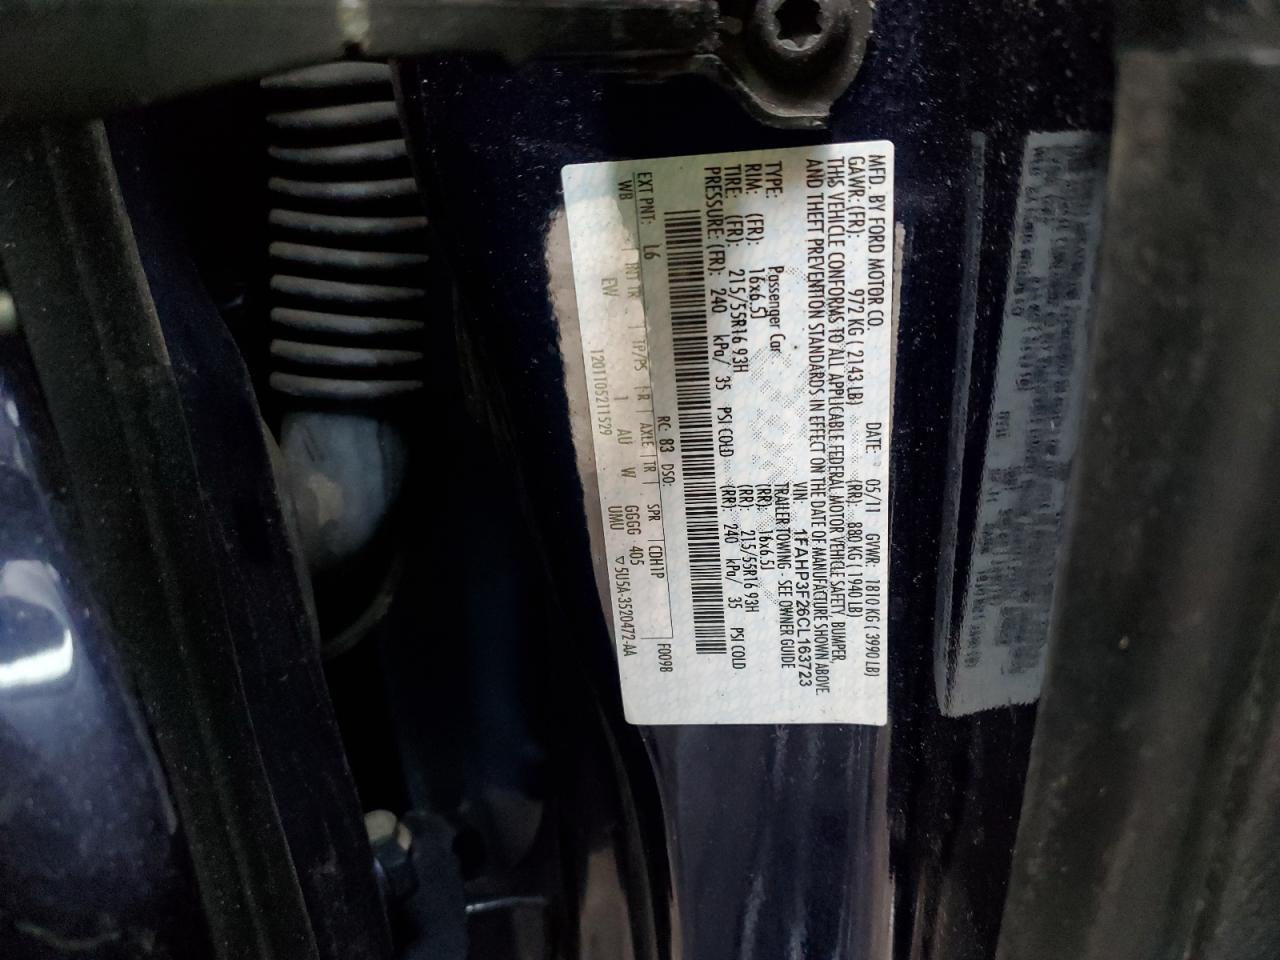 MFD. BY FORD MOTOR CO.
DATE: 05/11 GVWR: 1810 KG ( 3990 LB)
GAWR: (FR): 972 KG ( 2143 LB) (RR): 880 KG ( 1940 LB)
THIS VEHICLE CONFORMS TO ALL APPLICABLE FEDERAL MOTOR VEHICLE SAFETY, BUMPER,
AND THEFT PREVENTION STANDARDS IN EFFECT ON THE DATE OF MANUFACTURE SHOWN ABOVE.
VIN: 1FAHP3F26CL163723
TYPE: Passenger Car TRAILER TOWING - SEE OWNER GUIDE
RIM: (FR): 16x6.5J (RR): 16x6.5J
TIRE: (FR): 215/55R16 93H (RR): 215/55R16 93H
PRESSURE: (FR): 240 kPa/ 35 PSI COLD (RR): 240 kPa/ 35 PSI COLD
F0098
EXT PNT: L6 RC: 83 DSO:
WB INT TR TP/PS R AXLE TR SPR CDH1P
EW 1 AU W GGGG 405
1201T05211529 UMU ▽5U5A-3520472-AA